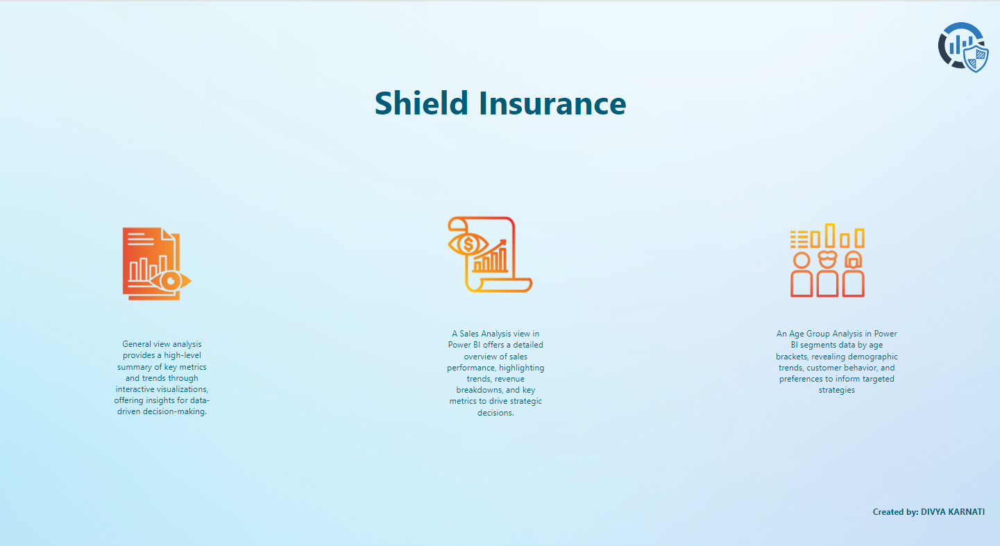 Shield Insurance
General view analysis
provides a high-level
summary of key metrics
and trends through
interactive visualizations,
offering insights for data-
driven decision-making.
A Sales Analysis view in
Power BI offers a detailed
overview of sales
performance, highlighting
trends, revenue
breakdowns, and key
metrics to drive strategic
decisions.
An Age Group Analysis in Power
BI segments data by age
brackets, revealing demographic
trends, customer behavior, and
preferences to inform targeted
strategies
Created by: DIVYA KARNATI